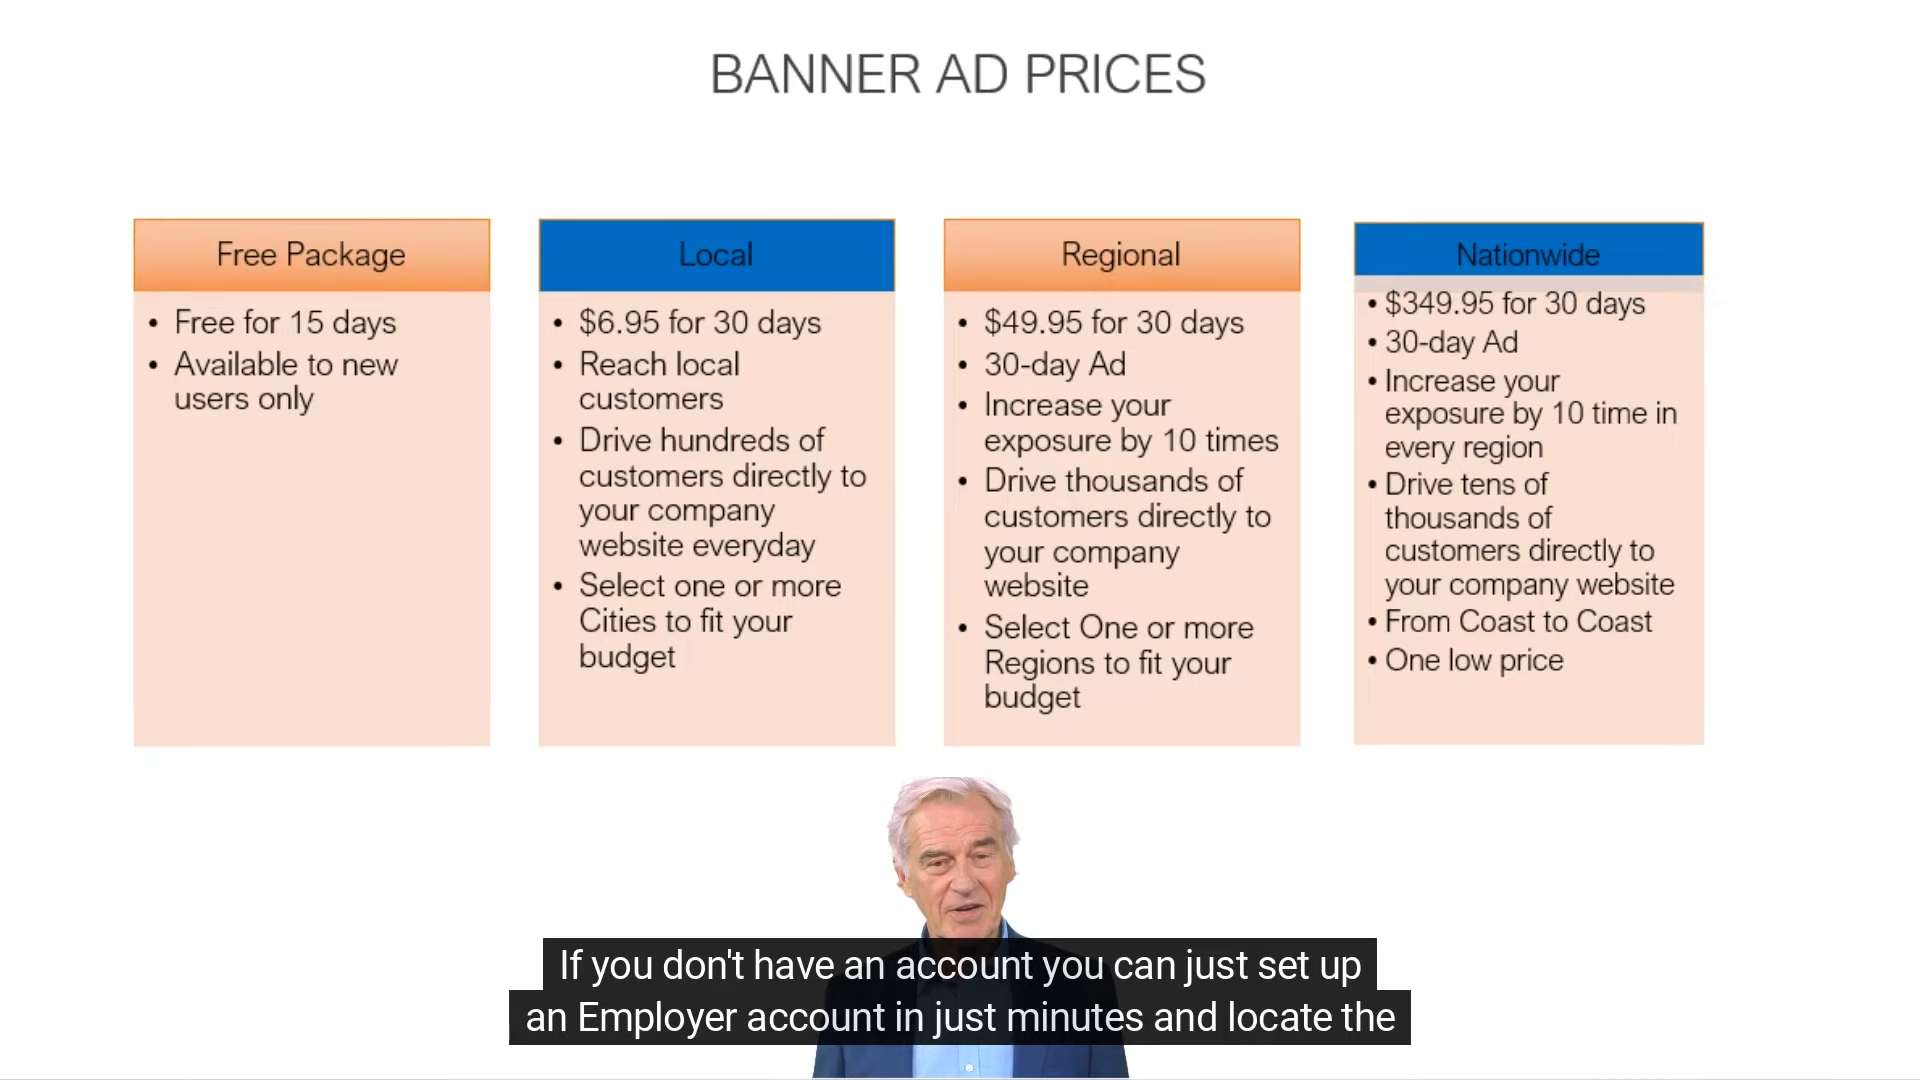 BANNER AD PRICES
Free Package
• Free for 15 days
• Available to new
users only
Local
• $6.95 for 30 days
• Reach local
customers
• Drive hundreds of
customers directly to
your company
website everyday
• Select one or more
Cities to fit your
budget
Regional
• $49.95 for 30 days
• 30-day Ad
• Increase your
exposure by 10 times
• Drive thousands of
customers directly to
your company
website
• Select One or more
Regions to fit your
budget
Nationwide
• $349.95 for 30 days
• 30-day Ad
• Increase your
exposure by 10 time in
every region
• Drive tens of
thousands of
customers directly to
your company website
• From Coast to Coast
• One low price
If you don't have an account you can just set up
an Employer account in just minutes and locate the